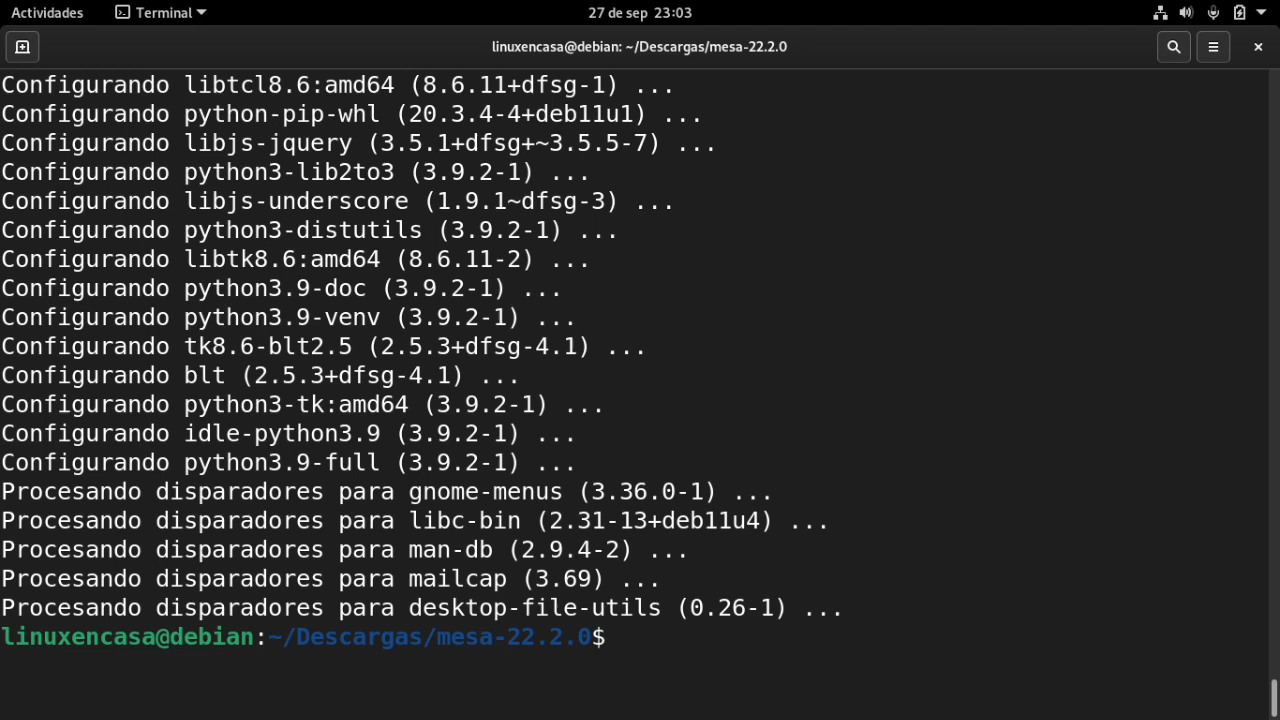 Actividades Terminal 27 de sep 23:03
linuxencasa@debian: ~/Descargas/mesa-22.2.0
Configurando libtcl8.6:amd64 (8.6.11+dfsg-1) ...
Configurando python-pip-whl (20.3.4-4+deb11u1) ...
Configurando libjs-jquery (3.5.1+dfsg+~3.5.5-7) ...
Configurando python3-lib2to3 (3.9.2-1) ...
Configurando libjs-underscore (1.9.1~dfsg-3) ...
Configurando python3-distutils (3.9.2-1) ...
Configurando libtk8.6:amd64 (8.6.11-2) ...
Configurando python3.9-doc (3.9.2-1) ...
Configurando python3.9-venv (3.9.2-1) ...
Configurando tk8.6-blt2.5 (2.5.3+dfsg-4.1) ...
Configurando blt (2.5.3+dfsg-4.1) ...
Configurando python3-tk:amd64 (3.9.2-1) ...
Configurando idle-python3.9 (3.9.2-1) ...
Configurando python3.9-full (3.9.2-1) ...
Procesando disparadores para gnome-menus (3.36.0-1) ...
Procesando disparadores para libc-bin (2.31-13+deb11u4) ...
Procesando disparadores para man-db (2.9.4-2) ...
Procesando disparadores para mailcap (3.69) ...
Procesando disparadores para desktop-file-utils (0.26-1) ...
linuxencasa@debian:~/Descargas/mesa-22.2.0$